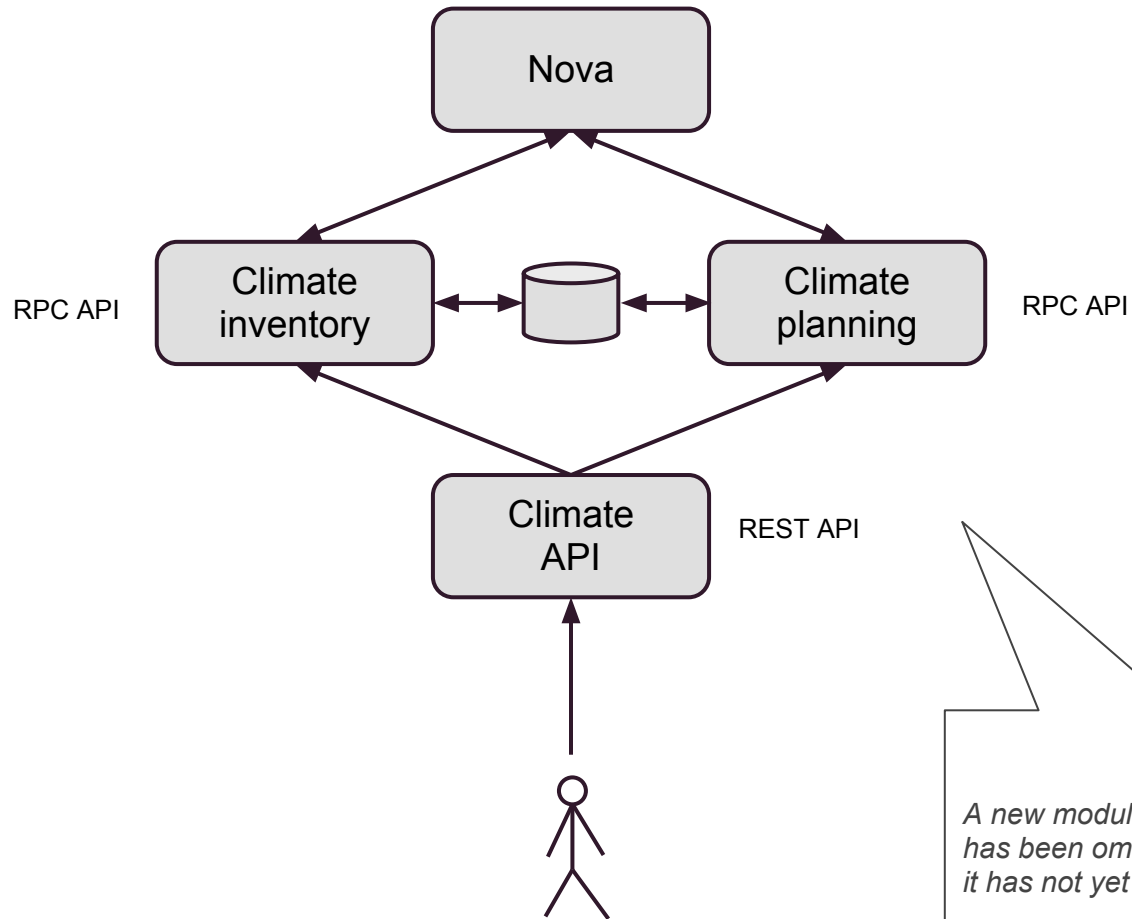 Nova
Climate
inventory
Climate
planning
RPC API
RPC API
Climate
API
REST API
A new modul
has been om
it has not yet